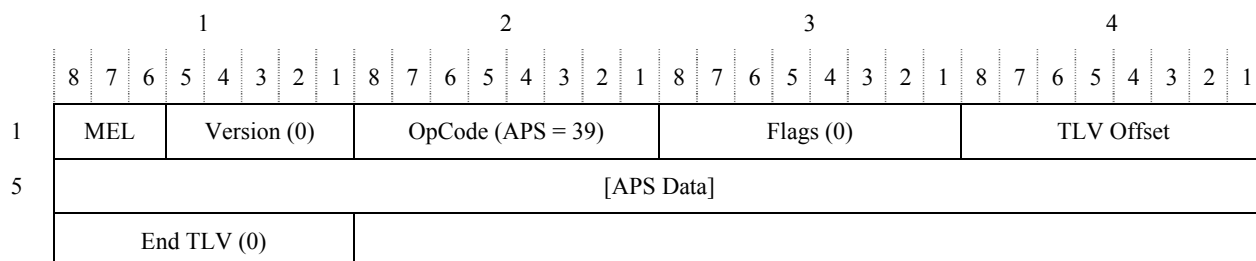 1 2 3 4
8 7 6 5 4 3 2 1 8 7 6 5 4 3 2 1 8 7 6 5 4 3 2 1 8 7 6 5 4 3 2 1
1 MEL Version (0) OpCode (APS = 39) Flags (0) TLV Offset
5 [APS Data]
End TLV (0)